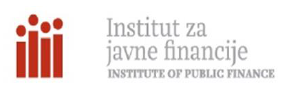 Institut za
javne financije
INSTITUTE OF PUBLIC FINANCE